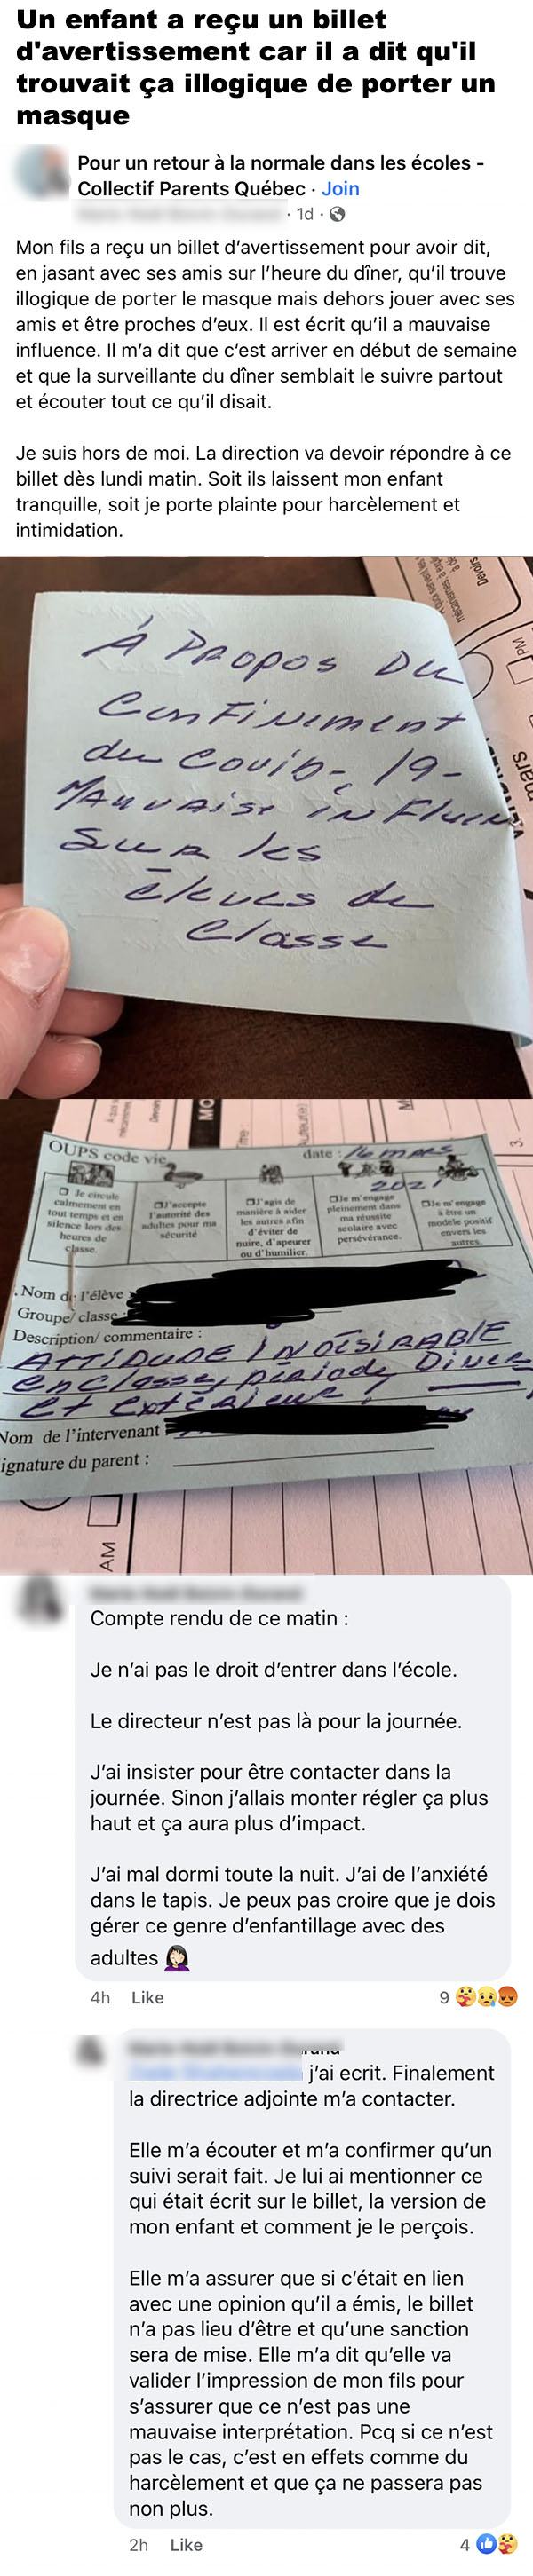 Un enfant a reçu un billet
d'avertissement car il a dit qu'il
trouvait ça illogique de porter un
masque
Pour un retour à la normale dans les écoles -
Collectif Parents Québec · Join
· 1d ·
Mon fils a reçu un billet d'avertissement pour avoir dit,
en jasant avec ses amis sur l'heure du dîner, qu'il trouve
illogique de porter le masque mais dehors jouer avec ses
amis et être proches d'eux. Il est écrit qu'il a mauvaise
influence. Il m'a dit que c'est arriver en début de semaine
et que la surveillante du dîner semblait le suivre partout
et écouter tout ce qu'il disait.
Je suis hors de moi. La direction va devoir répondre à ce
billet dès lundi matin. Soit ils laissent mon enfant
tranquille, soit je porte plainte pour harcèlement et
intimidation.
Devoirs
PM
mars
À PROPOS DU
CONFINIMENT
du COVID-19-
MAUVAISE
SUR les
élèves de
Classe
OUPS code vie
date : 16 mars
2021
Je circule
calmement en
tout temps et en
silence lors des
heures de
classe.
J'accepte
l'autorité des
adultes pour ma
sécurité
J'agis de
manière à aider
les autres afin
d'éviter de
nuire, d'apeurer
ou d'humilier.
Je m'engage
pleinement dans
ma réussite
scolaire avec
persévérance.
Je m'engage
à être un
modèle positif
envers les
autres.
3.
Nom de l'élève
Groupe/ classe
Description/ commentaire :
ATTIDUDE INDÉSIRABLE
en classe, périody DINER
et extérieur
Nom de l'intervenant
ignature du parent :
AM
Compte rendu de ce matin :
Je n'ai pas le droit d'entrer dans l'école.
Le directeur n'est pas là pour la journée.
J'ai insister pour être contacter dans la
journée. Sinon j'allais monter régler ça plus
haut et ça aura plus d'impact.
J'ai mal dormi toute la nuit. J'ai de l'anxiété
dans le tapis. Je peux pas croire que je dois
gérer ce genre d'enfantillage avec des
adultes 🤦🏻‍♀️
4h Like 9
j'ai ecrit. Finalement
la directrice adjointe m'a contacter.
Elle m'a écouter et m'a confirmer qu'un
suivi serait fait. Je lui ai mentionner ce
qui était écrit sur le billet, la version de
mon enfant et comment je le perçois.
Elle m'a assurer que si c'était en lien
avec une opinion qu'il a émis, le billet
n'a pas lieu d'être et qu'une sanction
sera de mise. Elle m'a dit qu'elle va
valider l'impression de mon fils pour
s'assurer que ce n'est pas une
mauvaise interprétation. Pcq si ce n'est
pas le cas, c'est en effets comme du
harcèlement et que ça ne passera pas
non plus.
2h Like 4